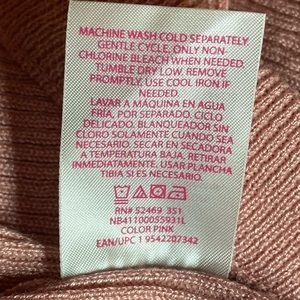 MACHINE WASH COLD SEPARATELY
GENTLE CYCLE, ONLY NON-
CHLORINE BLEACH WHEN NEEDED.
TUMBLE DRY LOW. REMOVE
PROMPTLY. USE COOL IRON IF
NEEDED.
LAVAR A MÁQUINA EN AGUA
FRÍA, POR SEPARADO. CICLO
DELICADO. BLANQUEADOR SIN
CLORO SOLAMENTE CUANDO SEA
NECESARIO. SECAR EN SECADORA
A TEMPERATURA BAJA. RETIRAR
INMEDIATAMENTE. USAR PLANCHA
TIBIA SI ES NECESARIO.
RN# 52469 351
NB41100055931L
COLOR PINK
EAN/UPC 1 9542207342